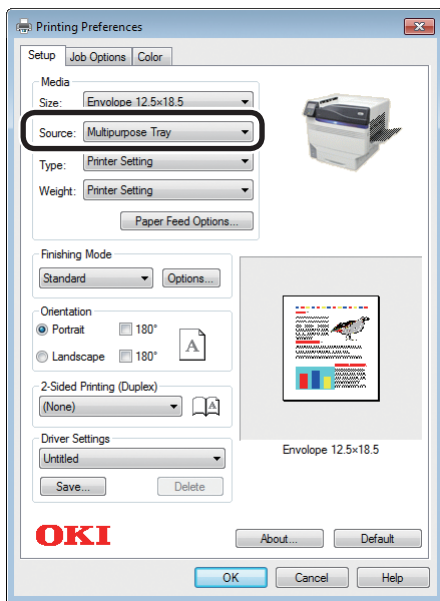 Printing Preferences
Setup Job Options Color
Media
Size: Envelope 12.5×18.5
Source: Multipurpose Tray
Type: Printer Setting
Weight: Printer Setting
Paper Feed Options...
Finishing Mode
Standard Options...
Orientation
Portrait 180°
Landscape 180°
A
2-Sided Printing (Duplex)
(None)
A
Driver Settings
Untitled
Save... Delete
Envelope 12.5×18.5
OKI
About... Default
OK Cancel Help